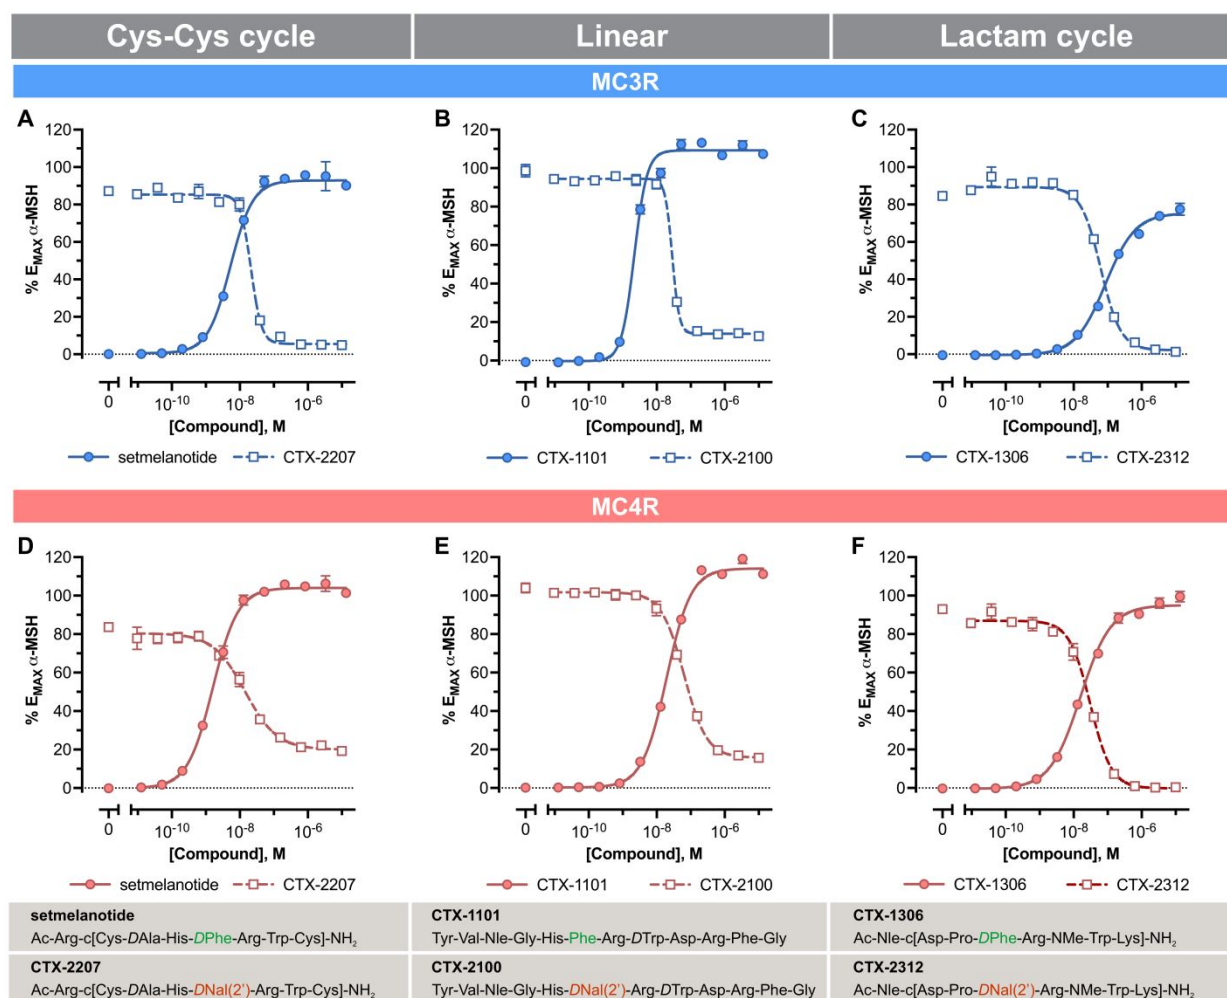 Cys-Cys cycle Linear Lactam cycle
MC3R
A B C
120 120 120
100 100 100
80 80 80
60 60 60
40 40 40
20 20 20
0 0 0
% EMAX α-MSH % EMAX α-MSH % EMAX α-MSH
0 10-10 10-8 10-6 0 10-10 10-8 10-6 0 10-10 10-8 10-6
[Compound], M [Compound], M [Compound], M
setmelanotide CTX-2207 CTX-1101 CTX-2100 CTX-1306 CTX-2312
MC4R
D E F
120 120 120
100 100 100
80 80 80
60 60 60
40 40 40
20 20 20
0 0 0
% EMAX α-MSH % EMAX α-MSH % EMAX α-MSH
0 10-10 10-8 10-6 0 10-10 10-8 10-6 0 10-10 10-8 10-6
[Compound], M [Compound], M [Compound], M
setmelanotide CTX-2207 CTX-1101 CTX-2100 CTX-1306 CTX-2312
setmelanotide CTX-1101 CTX-1306
Ac-Arg-c[Cys-DAla-His-DPhe-Arg-Trp-Cys]-NH2 Tyr-Val-Nle-Gly-His-Phe-Arg-DTrp-Asp-Arg-Phe-Gly Ac-Nle-c[Asp-Pro-DPhe-Arg-NMe-Trp-Lys]-NH2
CTX-2207 CTX-2100 CTX-2312
Ac-Arg-c[Cys-DAla-His-DNal(2')-Arg-Trp-Cys]-NH2 Tyr-Val-Nle-Gly-His-DNal(2')-Arg-DTrp-Asp-Arg-Phe-Gly Ac-Nle-c[Asp-Pro-DNal(2')-Arg-NMe-Trp-Lys]-NH2